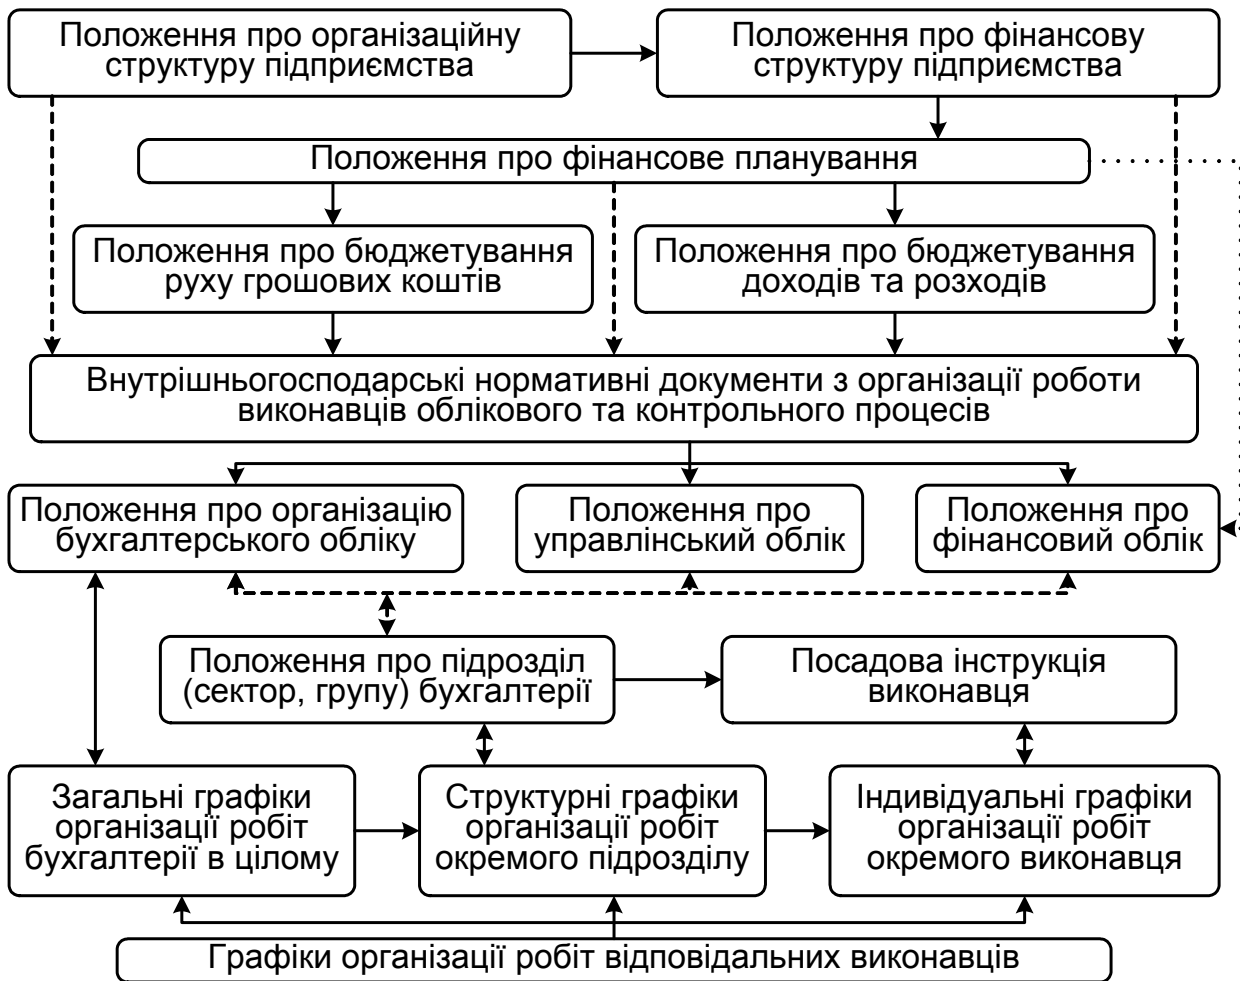 Положення про організаційну
структуру підприємства
Положення про фінансову
структуру підприємства
Положення про фінансове планування
Положення про бюджетування
руху грошових коштів
Положення про бюджетування
доходів та розходів
Внутрішньогосподарські нормативні документи з організації роботи
виконавців облікового та контрольного процесів
Положення про організацію
бухгалтерського обліку
Положення про
управлінський облік
Положення про
фінансовий облік
Положення про підрозділ
(сектор, групу) бухгалтерії
Посадова інструкція
виконавця
Загальні графіки
організації робіт
бухгалтерії в цілому
Структурні графіки
організації робіт
окремого підрозділу
Індивідуальні графіки
організації робіт
окремого виконавця
Графіки організації робіт відповідальних виконавців